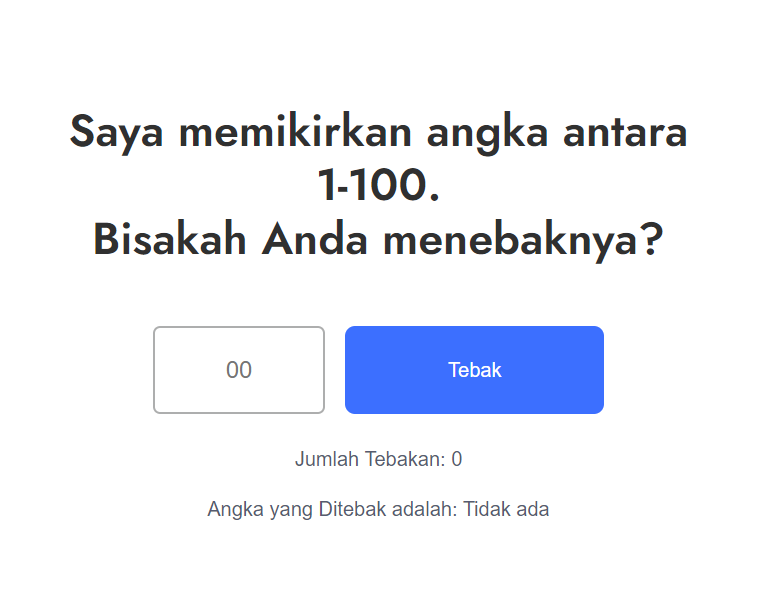 Saya memikirkan angka antara
1-100.
Bisakah Anda menebaknya?
00
Tebak
Jumlah Tebakan: 0
Angka yang Ditebak adalah: Tidak ada